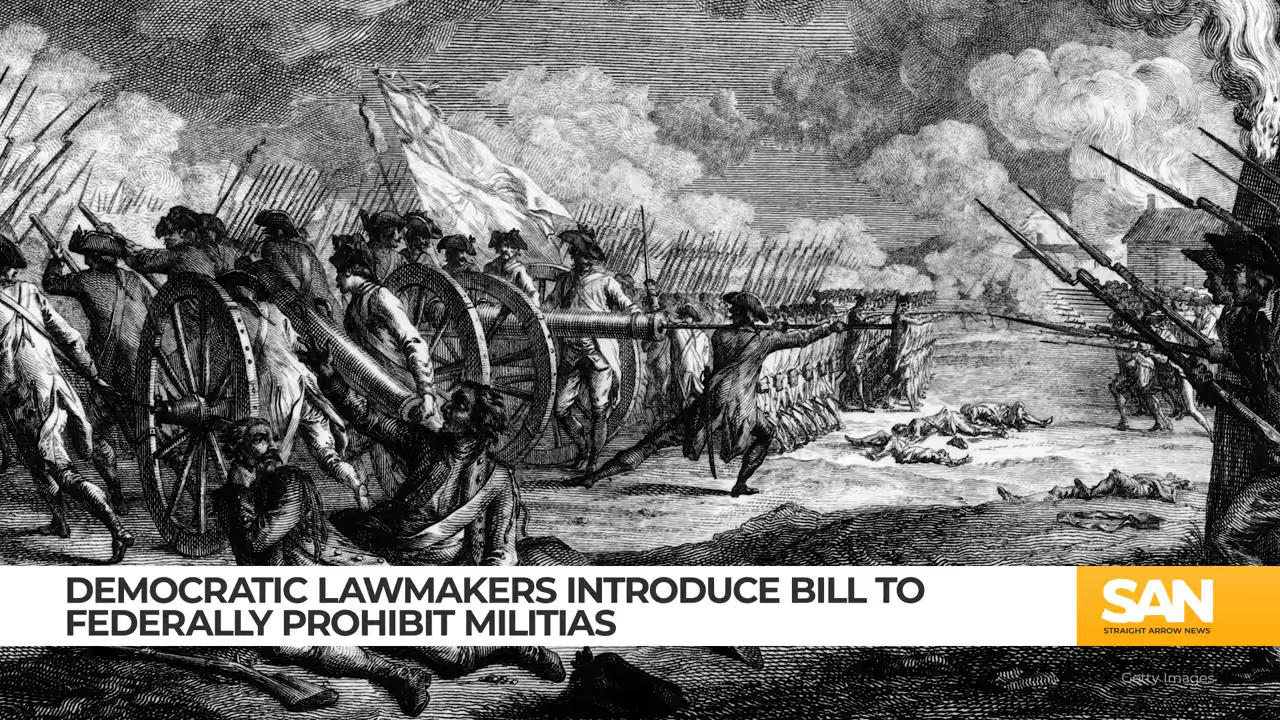 DEMOCRATIC LAWMAKERS INTRODUCE BILL TO
FEDERALLY PROHIBIT MILITIAS
SAN
STRAIGHT ARROW NEWS
Getty Images